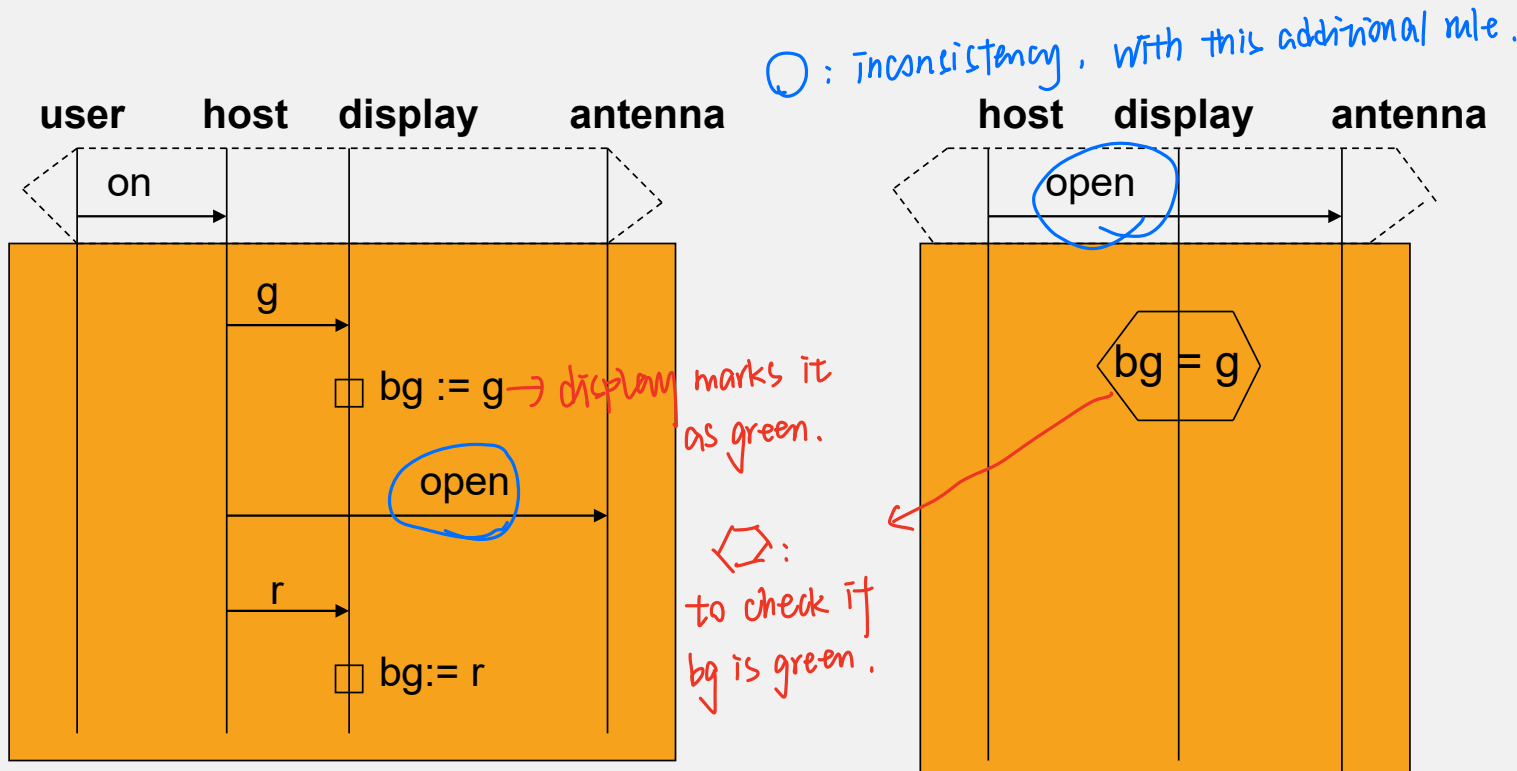 : inconsistency, with this additional rule.
user host display antenna
host display antenna
on
open
g
bg := g → display marks it
as green.
bg = g
open
:
to check if
bg is green.
r
bg:= r